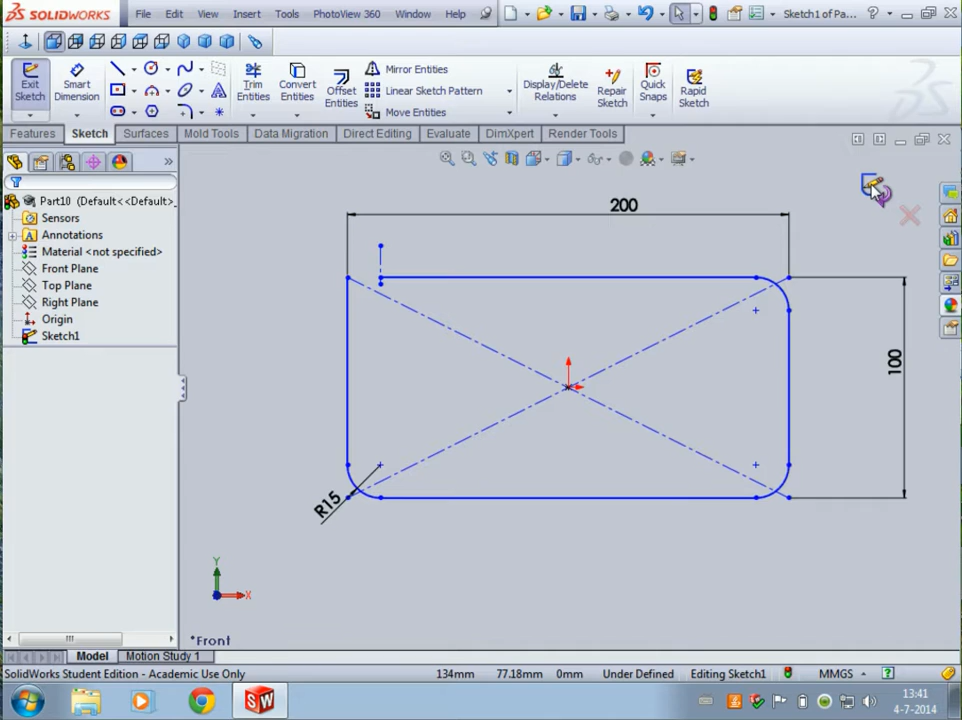 SOLIDWORKS File Edit View Insert Tools PhotoView 360 Window Help Sketch1 of Pa... ?
Exit Sketch
Smart Dimension
Trim Entities
Convert Entities
Offset Entities
Mirror Entities
Linear Sketch Pattern
Move Entities
Display/Delete Relations
Repair Sketch
Quick Snaps
Rapid Sketch
Features Sketch Surfaces Mold Tools Data Migration Direct Editing Evaluate DimXpert Render Tools
Part10 (Default<<Default>_
Sensors
Annotations
Material <not specified>
Front Plane
Top Plane
Right Plane
Origin
Sketch1
200
100
R15
Y
X
*Front
Model Motion Study 1
SolidWorks Student Edition - Academic Use Only 134mm 77.18mm 0mm Under Defined Editing Sketch1 MMGS ?
13:41
4-7-2014